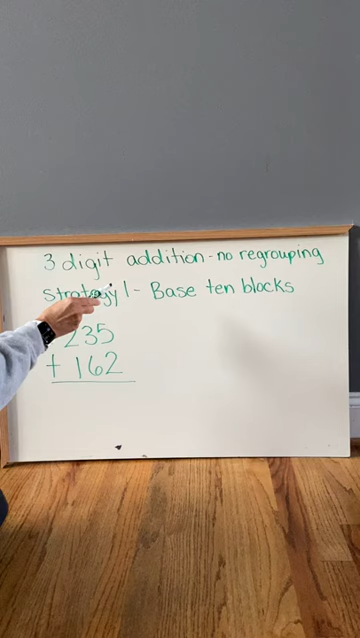 3 digit addition - no regrouping
strategy 1 - Base ten blocks
235
+ 162